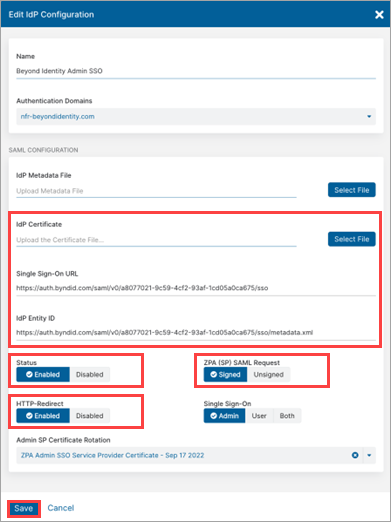 Edit IdP Configuration
Name
Beyond Identity Admin SSO
Authentication Domains
nfr-beyondidentity.com
SAML CONFIGURATION
IdP Metadata File
Upload Metadata File
Select File
IdP Certificate
Upload the Certificate File...
Select File
Single Sign-On URL
https://auth.byndid.com/saml/v0/a8077021-9c59-4cf2-93af-1cd05a0ca675/sso
IdP Entity ID
https://auth.byndid.com/saml/v0/a8077021-9c59-4cf2-93af-1cd05a0ca675/sso/metadata.xml
Status
Enabled Disabled
ZPA (SP) SAML Request
Signed Unsigned
HTTP-Redirect
Enabled Disabled
Single Sign-On
Admin User Both
Admin SP Certificate Rotation
ZPA Admin SSO Service Provider Certificate - Sep 17 2022
Save Cancel